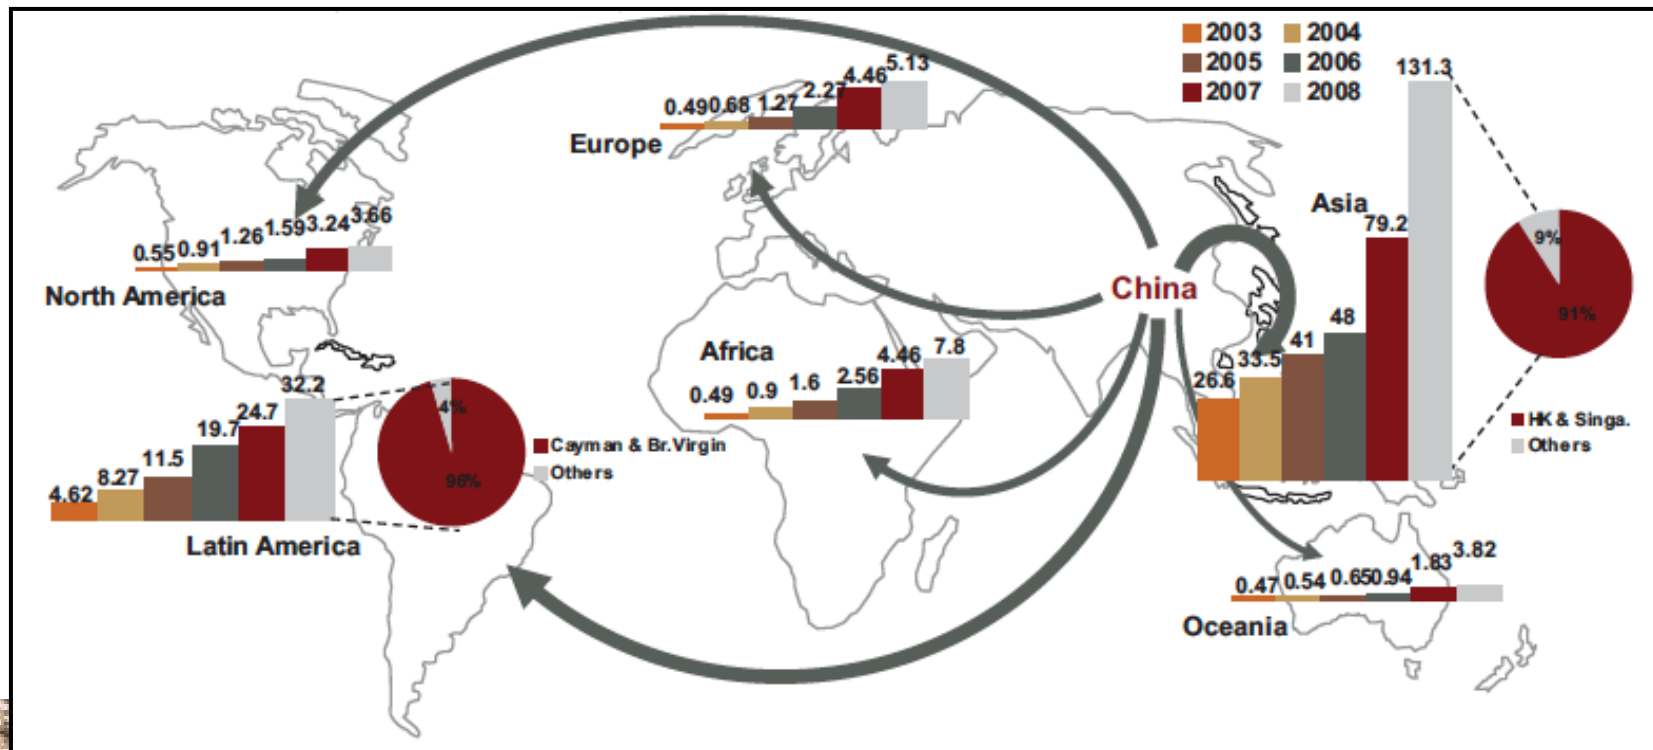 2003 2004
2005 2006
2007 2008
0.49 0.68 1.27 2.27 4.46 5.13
Europe
131.3
Asia
79.2
48
41
33.5
26.6
9%
91%
HK & Singa.
Others
China
0.55 0.91 1.26 1.59 3.24 3.66
North America
Africa
0.49 0.9 1.6 2.56 4.46 7.8
4.62 8.27 11.5 19.7 24.7 32.2
4%
96%
Cayman & Br.Virgin
Others
Latin America
0.47 0.54 0.65 0.94 1.83 3.82
Oceania